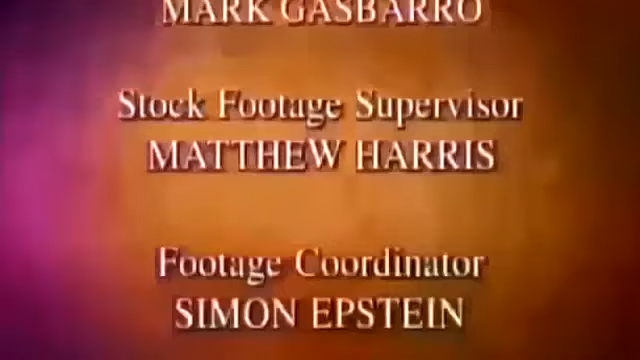 MARK GASBARRO
Stock Footage Supervisor
MATTHEW HARRIS
Footage Coordinator
SIMON EPSTEIN